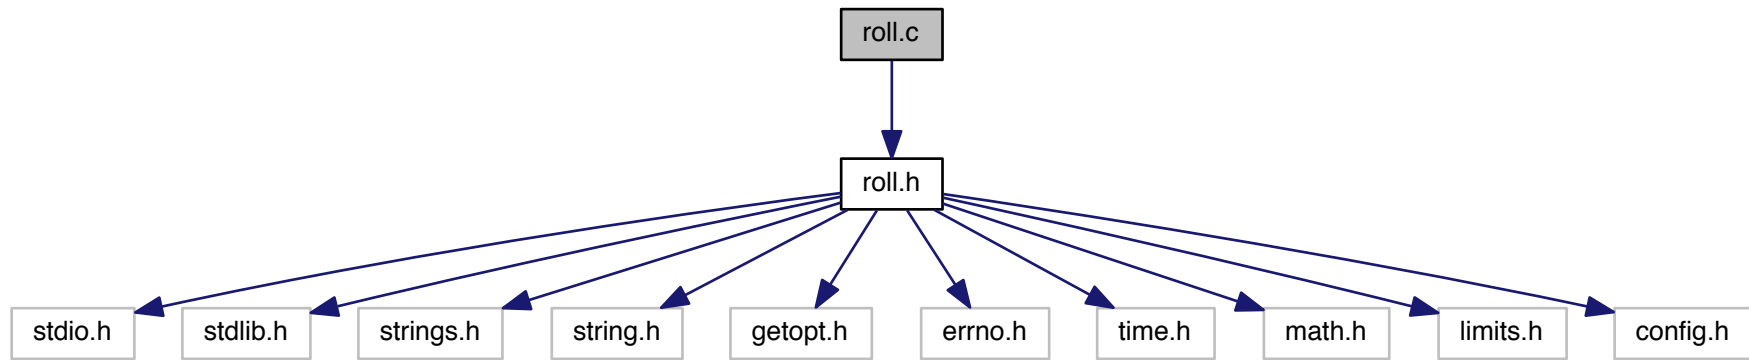 roll.c
roll.h
stdio.h
stdlib.h
strings.h
string.h
getopt.h
errno.h
time.h
math.h
limits.h
config.h